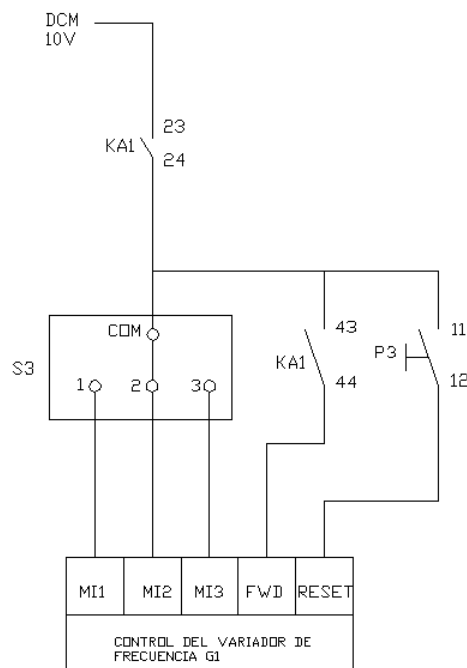 DCM
10V
23
KA1
24
COM
43
11
S3
P3
KA1
1
2
3
44
12
MI1
MI2
MI3
FWD
RESET
CONTROL DEL VARIADOR DE
FRECUENCIA G1